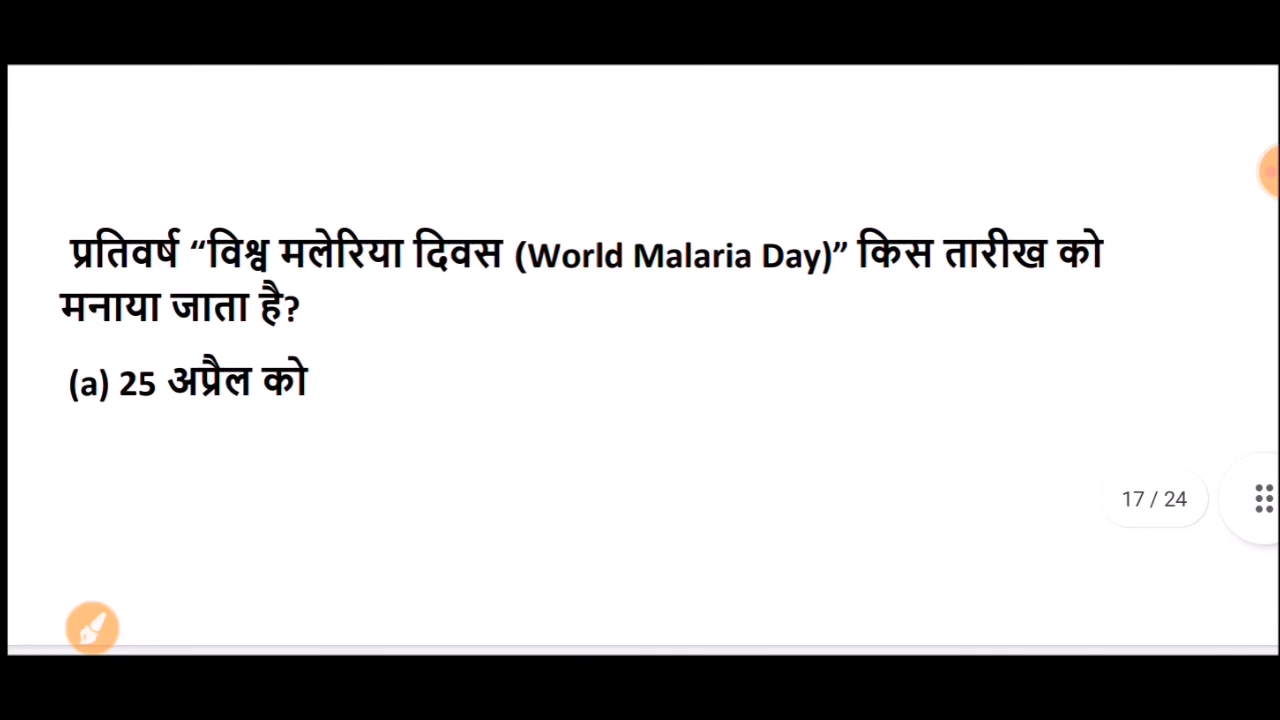 प्रतिवर्ष “विश्व मलेरिया दिवस (World Malaria Day)” किस तारीख को
मनाया जाता है?
(a) 25 अप्रैल को
17 / 24